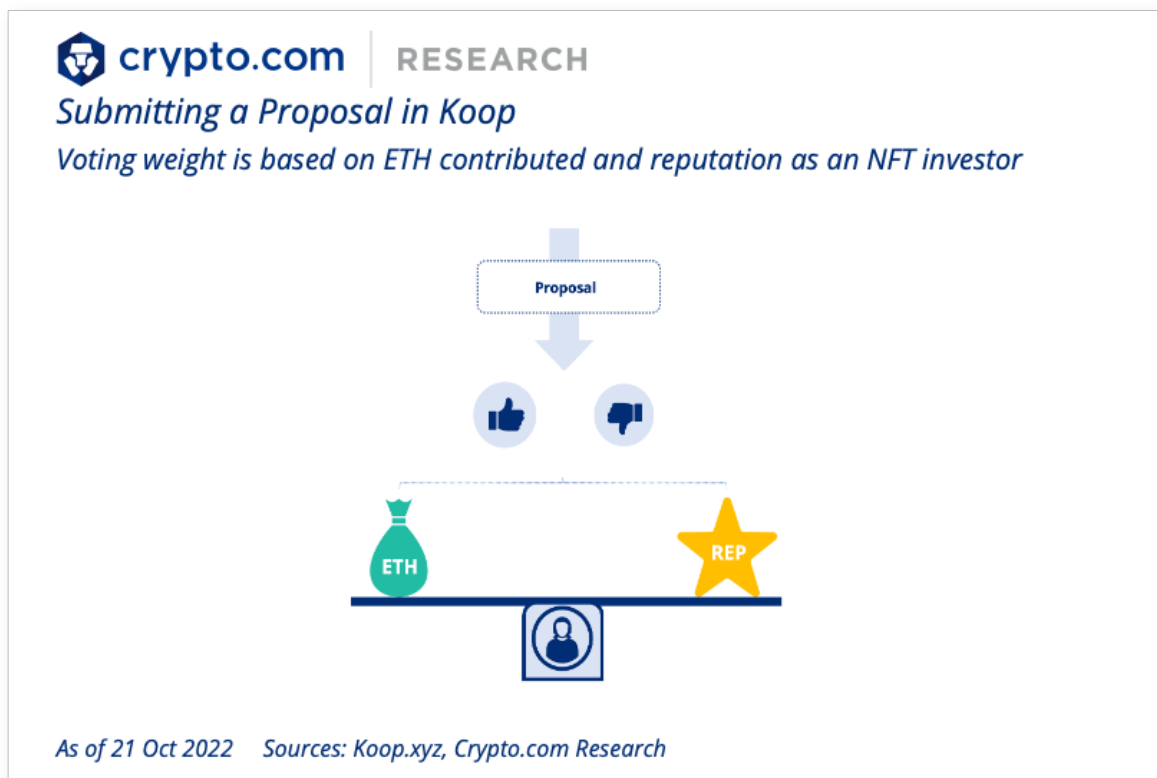 crypto.com RESEARCH
Submitting a Proposal in Koop
Voting weight is based on ETH contributed and reputation as an NFT investor
Proposal
ETH
REP
As of 21 Oct 2022 Sources: Koop.xyz, Crypto.com Research